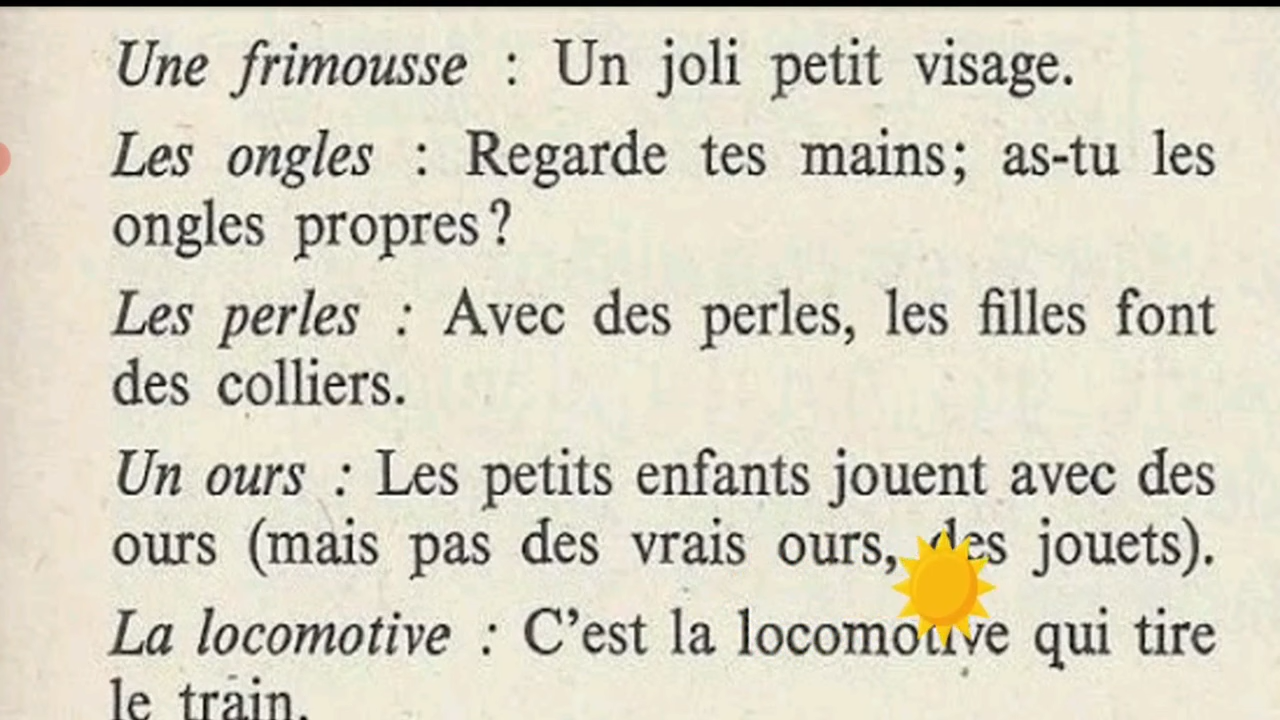 Une frimousse : Un joli petit visage.
Les ongles : Regarde tes mains; as-tu les
ongles propres?
Les perles : Avec des perles, les filles font
des colliers.
Un ours : Les petits enfants jouent avec des
ours (mais pas des vrais ours, des jouets).
La locomotive : C'est la locomotive qui tire
le train.